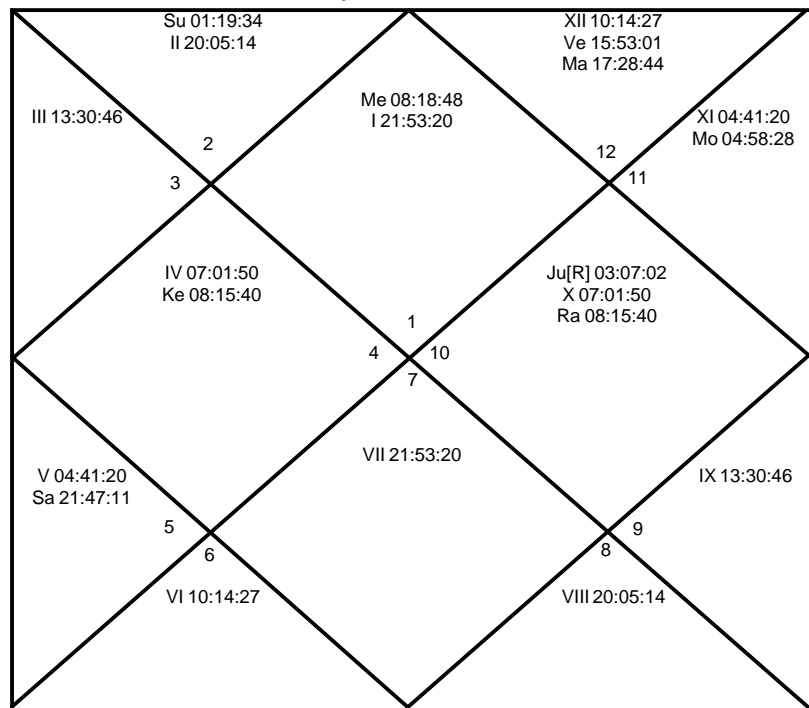 Su 01:19:34
II 20:05:14
XII 10:14:27
Ve 15:53:01
Ma 17:28:44
III 13:30:46
Me 08:18:48
I 21:53:20
XI 04:41:20
Mo 04:58:28
2
12
3
11
IV 07:01:50
Ke 08:15:40
Ju[R] 03:07:02
X 07:01:50
Ra 08:15:40
1
4
10
7
VII 21:53:20
V 04:41:20
Sa 21:47:11
IX 13:30:46
5
9
6
8
VI 10:14:27
VIII 20:05:14